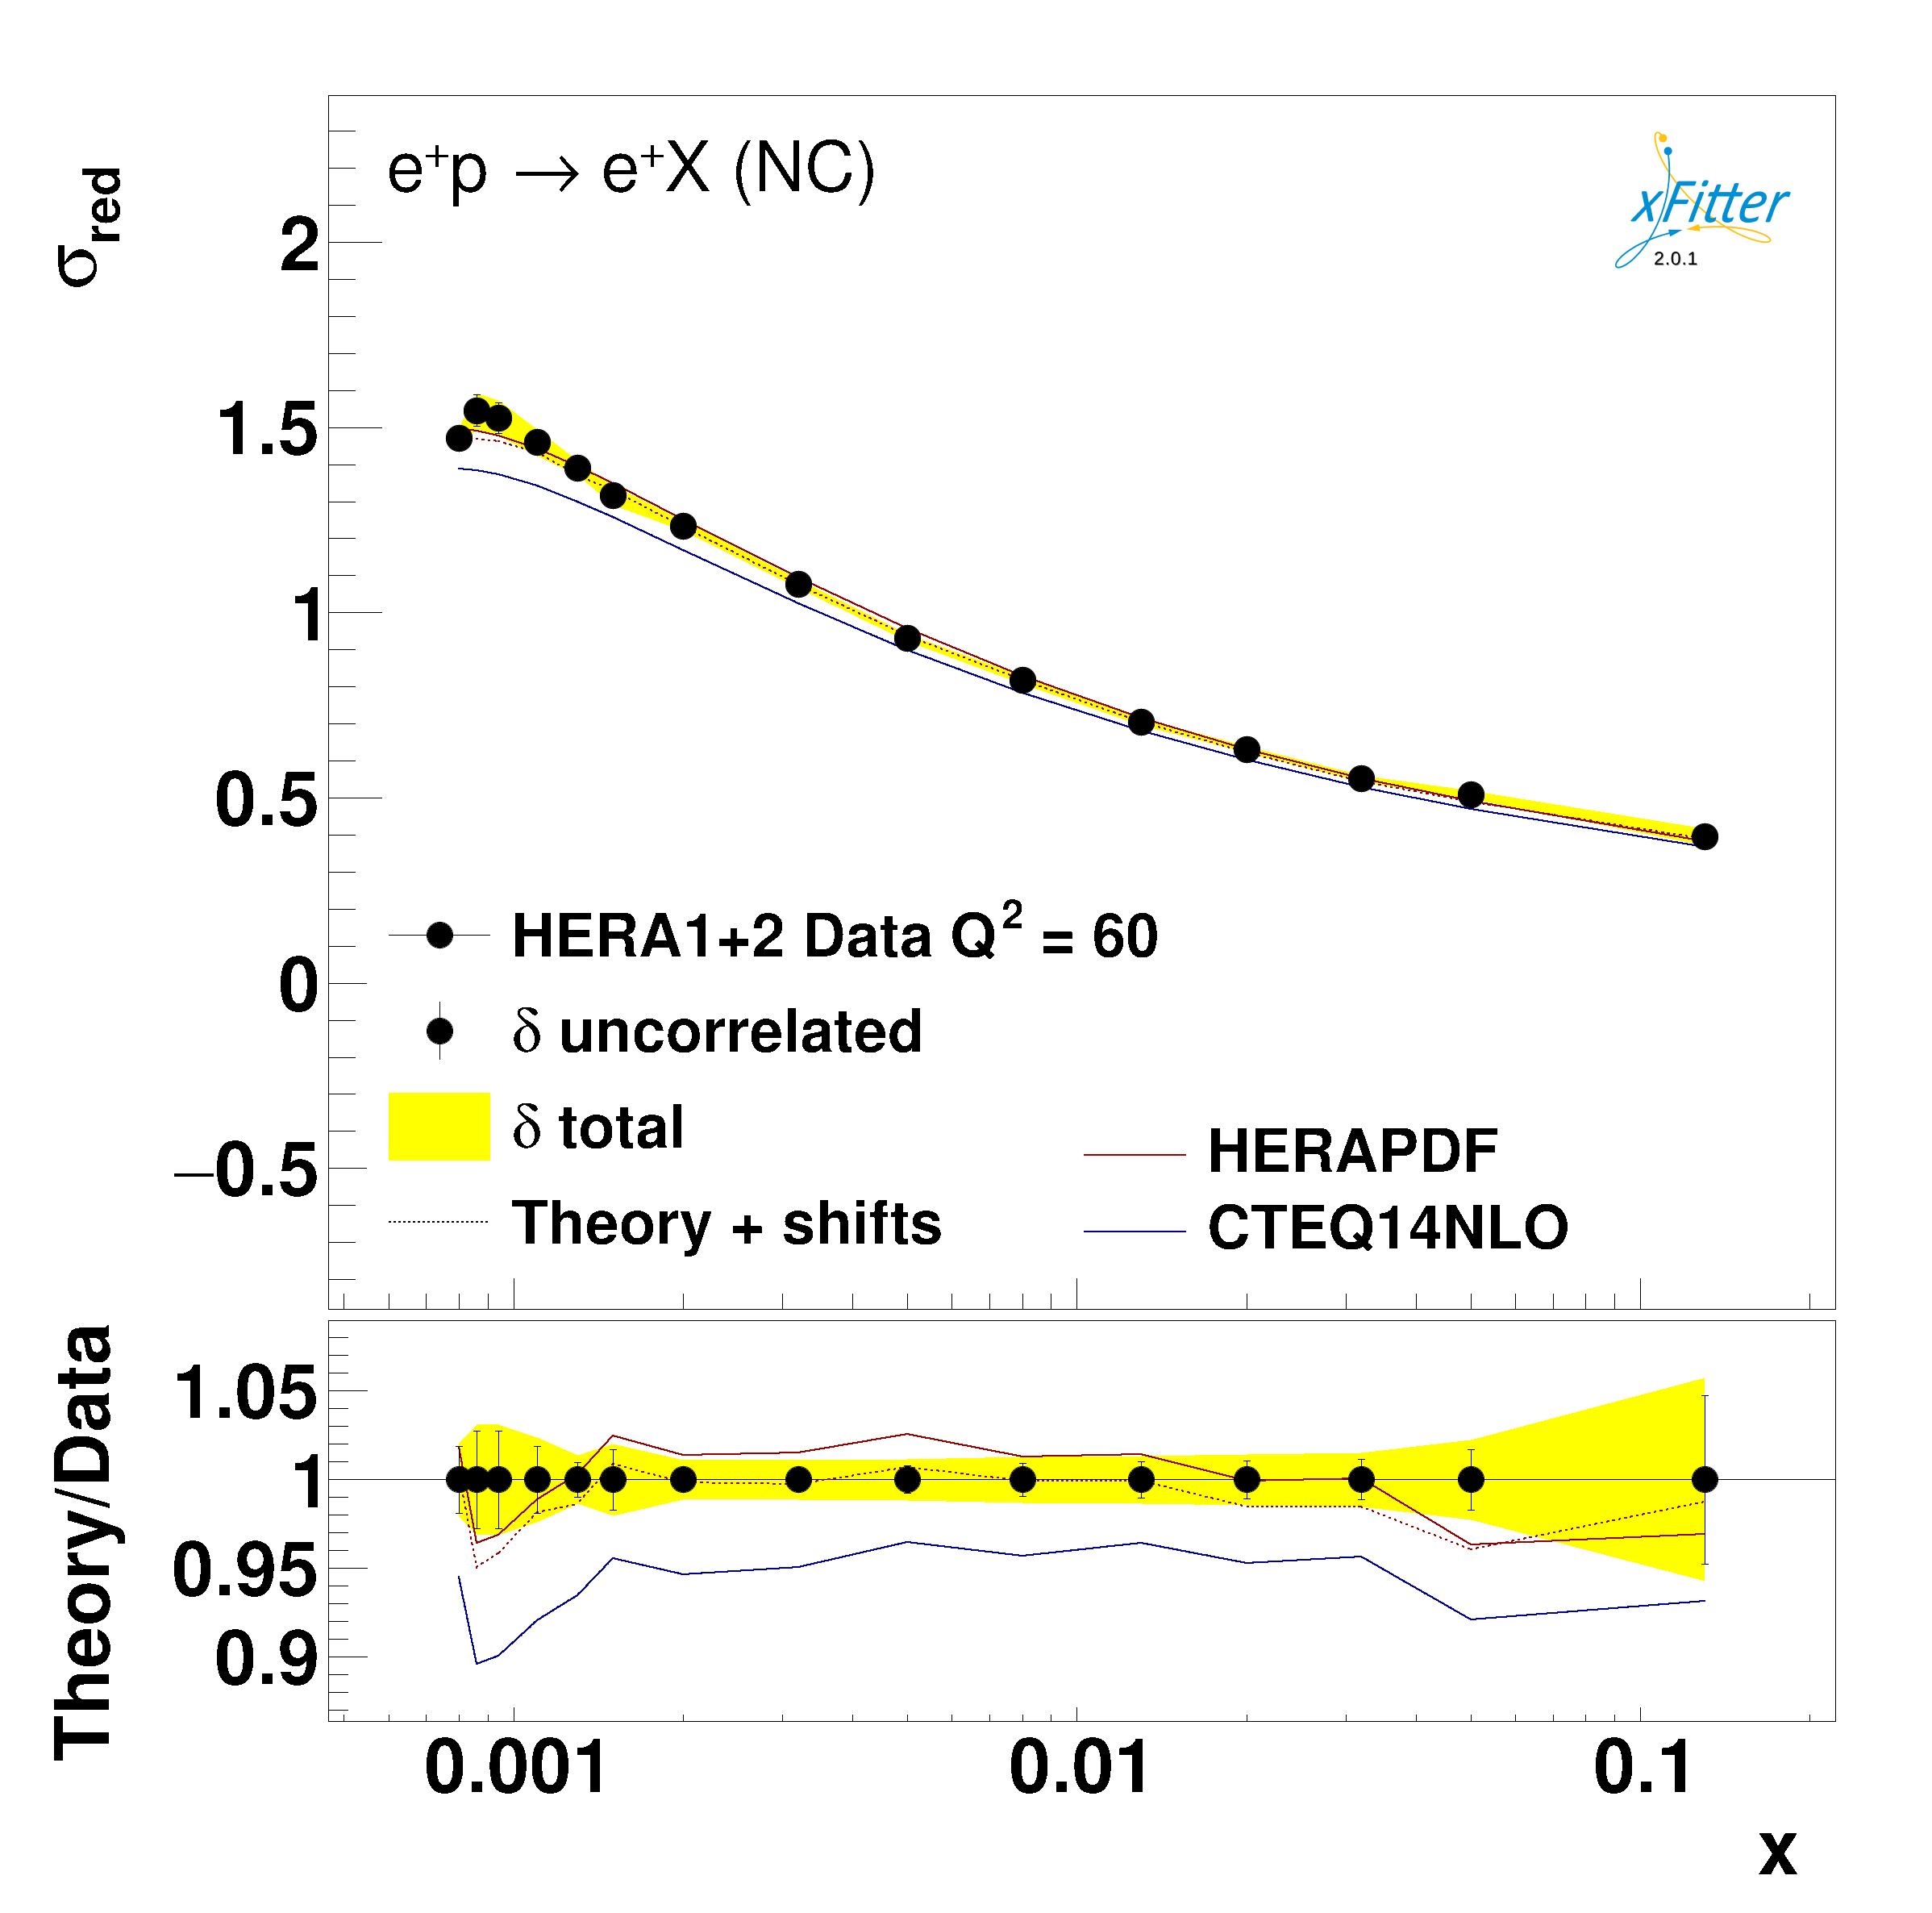 e⁺p → e⁺X (NC)
xFitter
2.0.1
σred
2
1.5
1
0.5
0
−0.5
HERA1+2 Data Q² = 60
δ uncorrelated
δ total
Theory + shifts
HERAPDF
CTEQ14NLO
Theory/Data
1.05
1
0.95
0.9
0.001 0.01 0.1
x